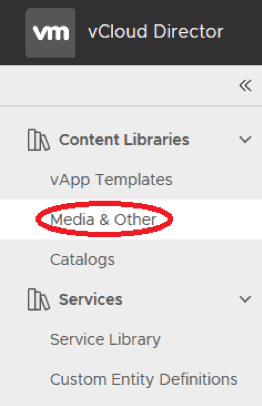 vm vCloud Director
«
Content Libraries
vApp Templates
Media & Other
Catalogs
Services
Service Library
Custom Entity Definitions